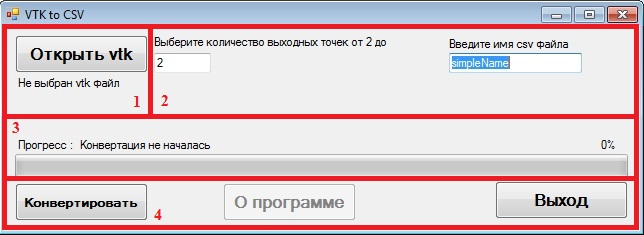 VTK to CSV
Открыть vtk
Не выбран vtk файл
1
Выберите количество выходных точек от 2 до
2
Введите имя csv файла
simpleName
2
3
Прогресс : Конвертация не началась
0%
Конвертировать
4
О программе
Выход